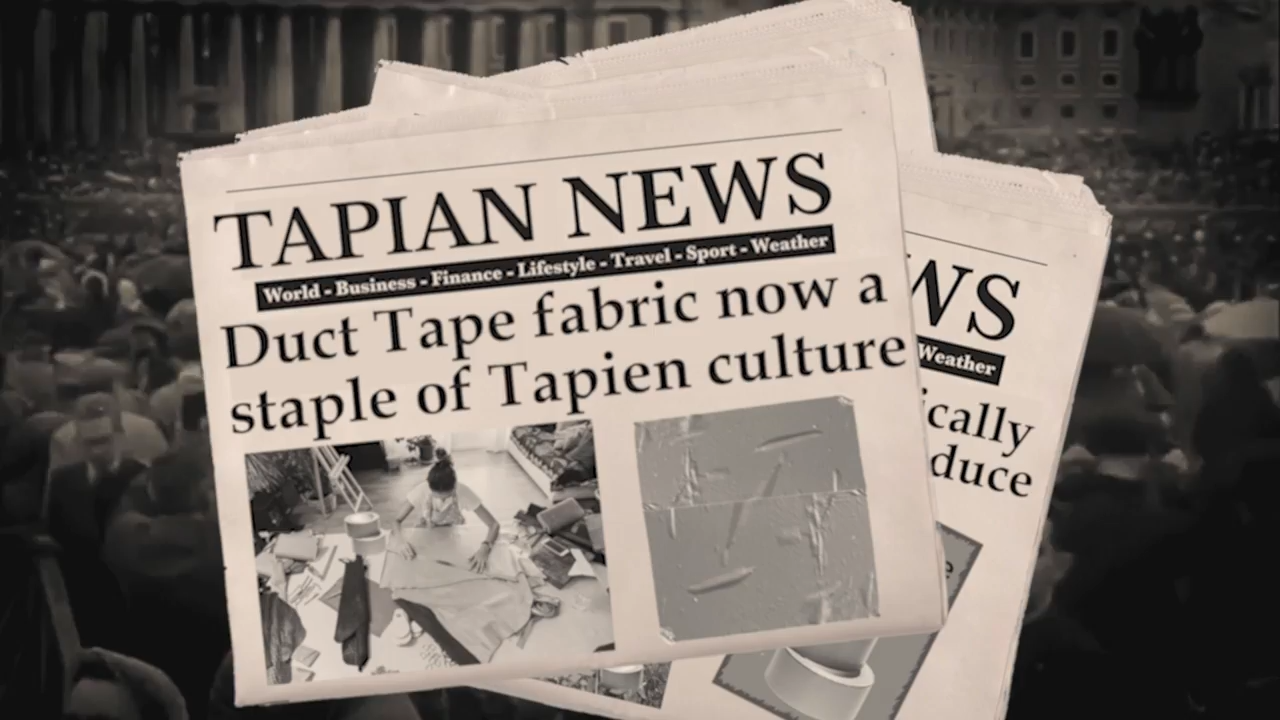 TAPIAN NEWS
World - Business - Finance - Lifestyle - Travel - Sport - Weather
Duct Tape fabric now a
staple of Tapien culture
WS
Weather
ically
duce